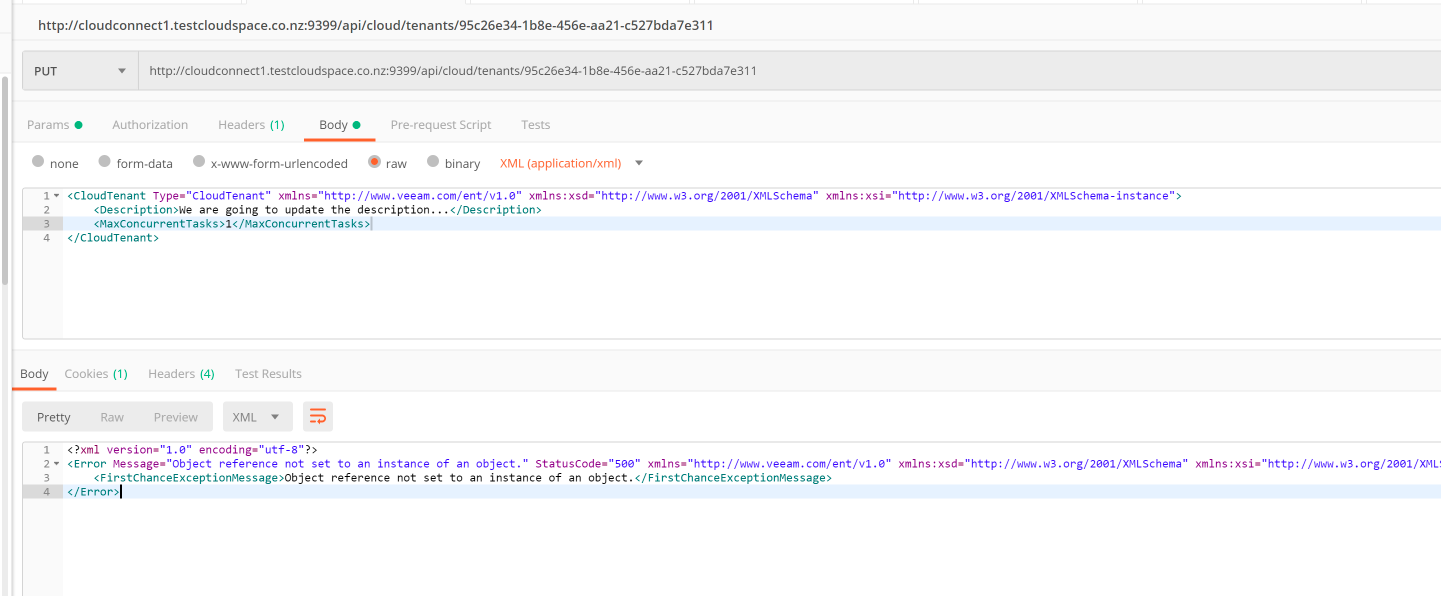 http://cloudconnect1.testcloudspace.co.nz:9399/api/cloud/tenants/95c26e34-1b8e-456e-aa21-c527bda7e311
PUT http://cloudconnect1.testcloudspace.co.nz:9399/api/cloud/tenants/95c26e34-1b8e-456e-aa21-c527bda7e311
Params Authorization Headers (1) Body Pre-request Script Tests
none form-data x-www-form-urlencoded raw binary XML (application/xml)
1 <CloudTenant Type="CloudTenant" xmlns="http://www.veeam.com/ent/v1.0" xmlns:xsd="http://www.w3.org/2001/XMLSchema" xmlns:xsi="http://www.w3.org/2001/XMLSchema-instance">
2 <Description>We are going to update the description...</Description>
3 <MaxConcurrentTasks>1</MaxConcurrentTasks>
4 </CloudTenant>
Body Cookies (1) Headers (4) Test Results
Pretty Raw Preview XML
1 <?xml version="1.0" encoding="utf-8"?>
2 <Error Message="Object reference not set to an instance of an object." StatusCode="500" xmlns="http://www.veeam.com/ent/v1.0" xmlns:xsd="http://www.w3.org/2001/XMLSchema" xmlns:xsi="http://www.w3.org/2001/XMLS
3 <FirstChanceExceptionMessage>Object reference not set to an instance of an object.</FirstChanceExceptionMessage>
4 </Error>